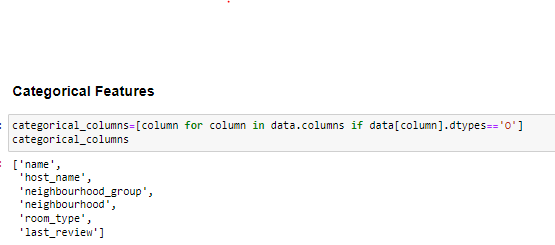 Categorical Features
categorical_columns=[column for column in data.columns if data[column].dtypes=='O']
categorical_columns
['name',
'host_name',
'neighbourhood_group',
'neighbourhood',
'room_type',
'last_review']